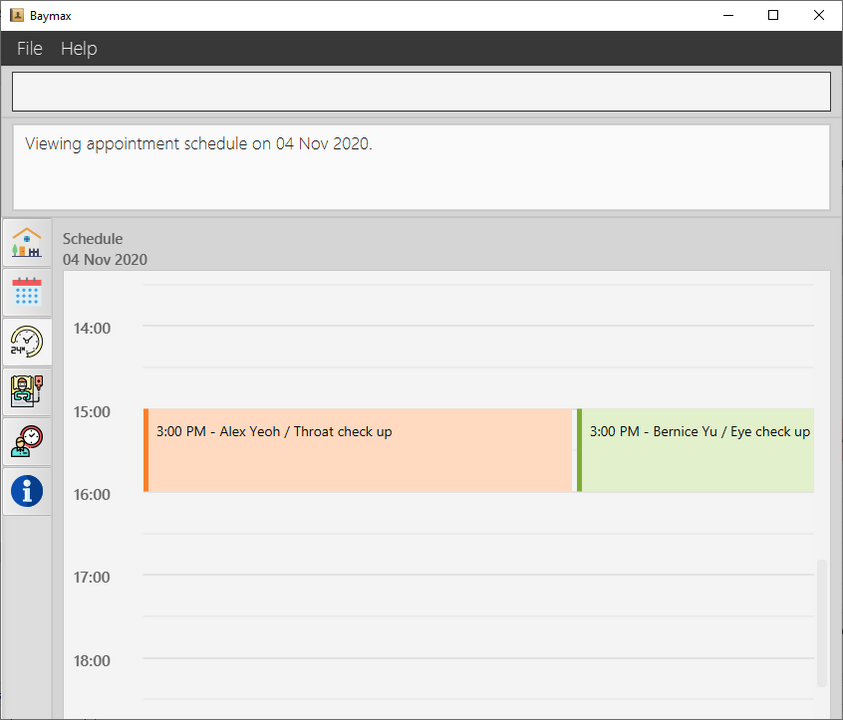 Baymax
File Help
Viewing appointment schedule on 04 Nov 2020.
Schedule
04 Nov 2020
14:00
15:00
3:00 PM - Alex Yeoh / Throat check up
3:00 PM - Bernice Yu / Eye check up
16:00
17:00
18:00
24H